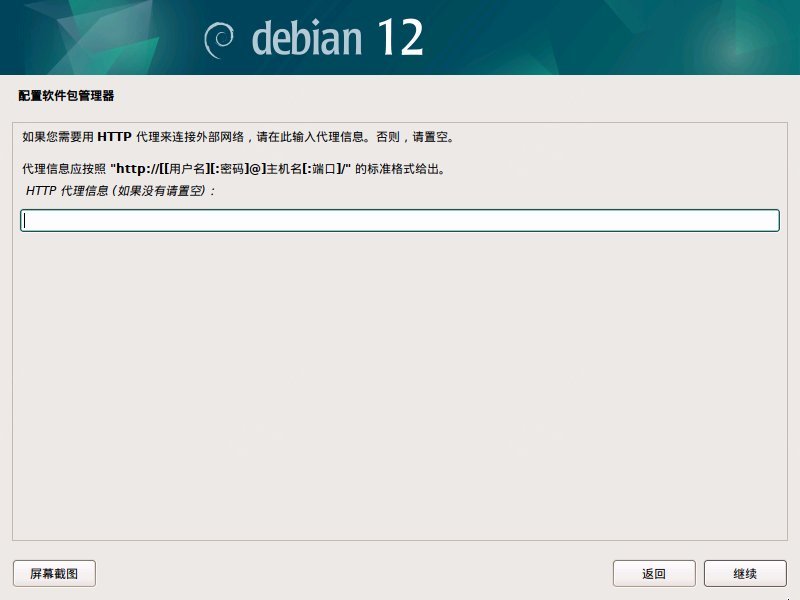 debian 12
配置软件包管理器
如果您需要用 HTTP 代理来连接外部网络，请在此输入代理信息。否则，请置空。
代理信息应按照 "http://[[用户名][:密码]@]主机名[:端口]/" 的标准格式给出。
HTTP 代理信息 (如果没有请置空)：
屏幕截图
返回
继续